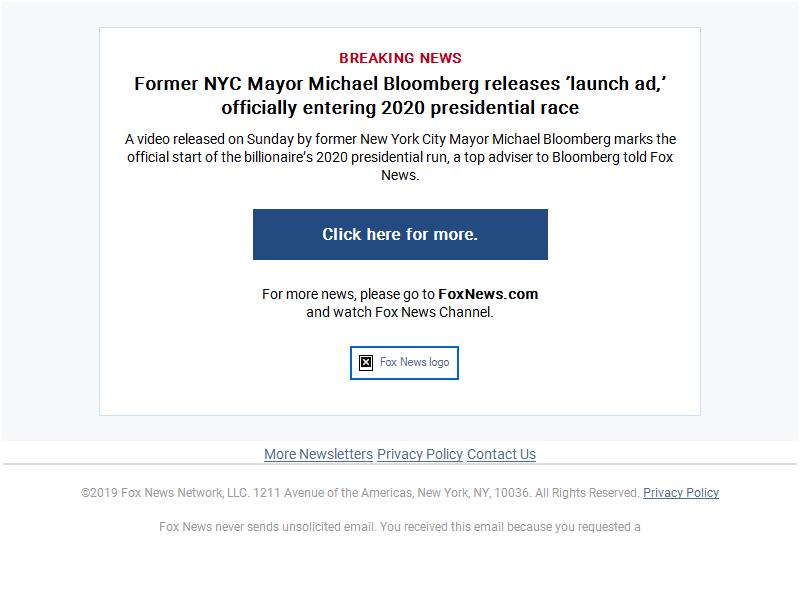 BREAKING NEWS
Former NYC Mayor Michael Bloomberg releases ‘launch ad,’
officially entering 2020 presidential race
A video released on Sunday by former New York City Mayor Michael Bloomberg marks the
official start of the billionaire’s 2020 presidential run, a top adviser to Bloomberg told Fox
News.
Click here for more.
For more news, please go to FoxNews.com
and watch Fox News Channel.
Fox News logo
More Newsletters Privacy Policy Contact Us
©2019 Fox News Network, LLC. 1211 Avenue of the Americas, New York, NY, 10036. All Rights Reserved. Privacy Policy
Fox News never sends unsolicited email. You received this email because you requested a